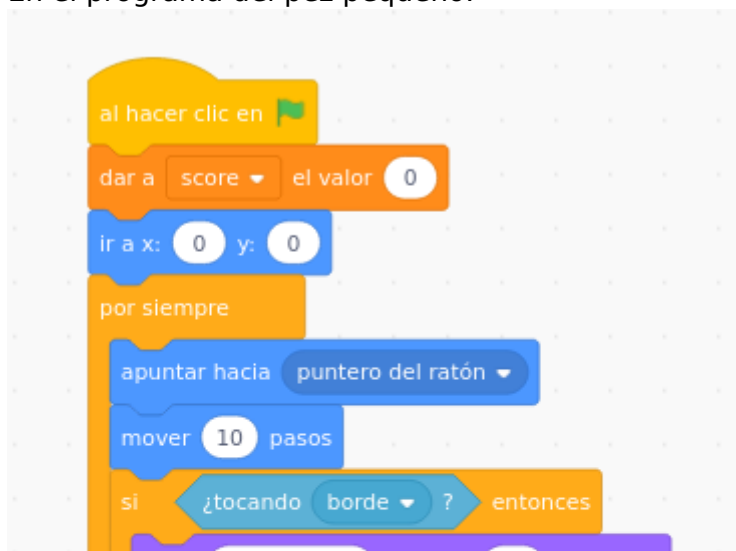 En el programa del pez pequeño:
al hacer clic en
dar a score el valor 0
ir a x: 0 y: 0
por siempre
apuntar hacia puntero del ratón
mover 10 pasos
si ¿tocando borde ? entonces